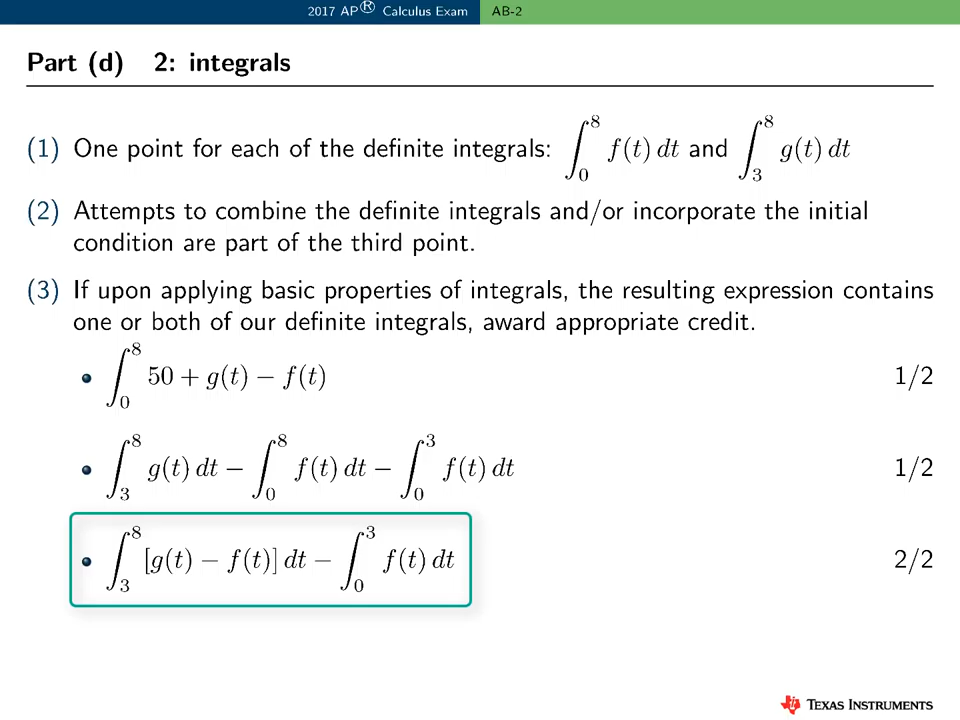 2017 AP® Calculus Exam AB-2
Part (d) 2: integrals
(1) One point for each of the definite integrals: ∫₀⁸ f(t) dt and ∫₃⁸ g(t) dt
(2) Attempts to combine the definite integrals and/or incorporate the initial
condition are part of the third point.
(3) If upon applying basic properties of integrals, the resulting expression contains
one or both of our definite integrals, award appropriate credit.
• ∫₀⁸ 50 + g(t) − f(t) 1/2
• ∫₃⁸ g(t) dt − ∫₀⁸ f(t) dt − ∫₀³ f(t) dt 1/2
• ∫₃⁸ [g(t) − f(t)] dt − ∫₀³ f(t) dt 2/2
TEXAS INSTRUMENTS